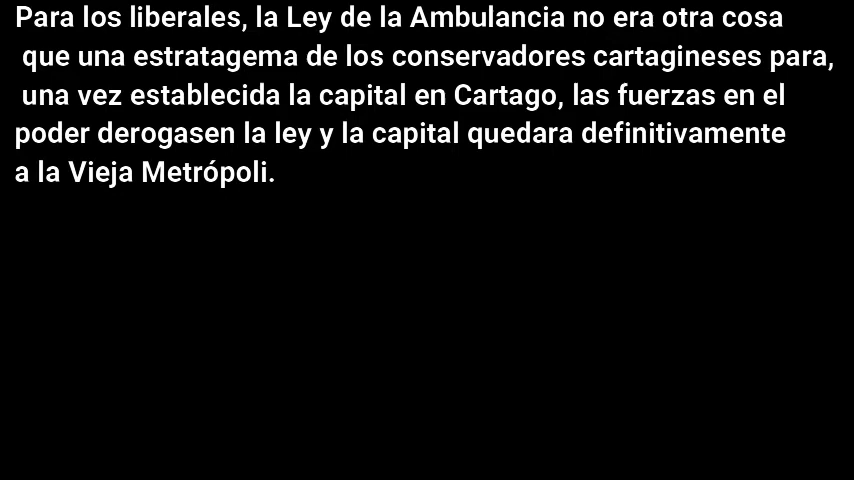 Para los liberales, la Ley de la Ambulancia no era otra cosa
que una estratagema de los conservadores cartagineses para,
una vez establecida la capital en Cartago, las fuerzas en el
poder derogasen la ley y la capital quedara definitivamente
a la Vieja Metrópoli.